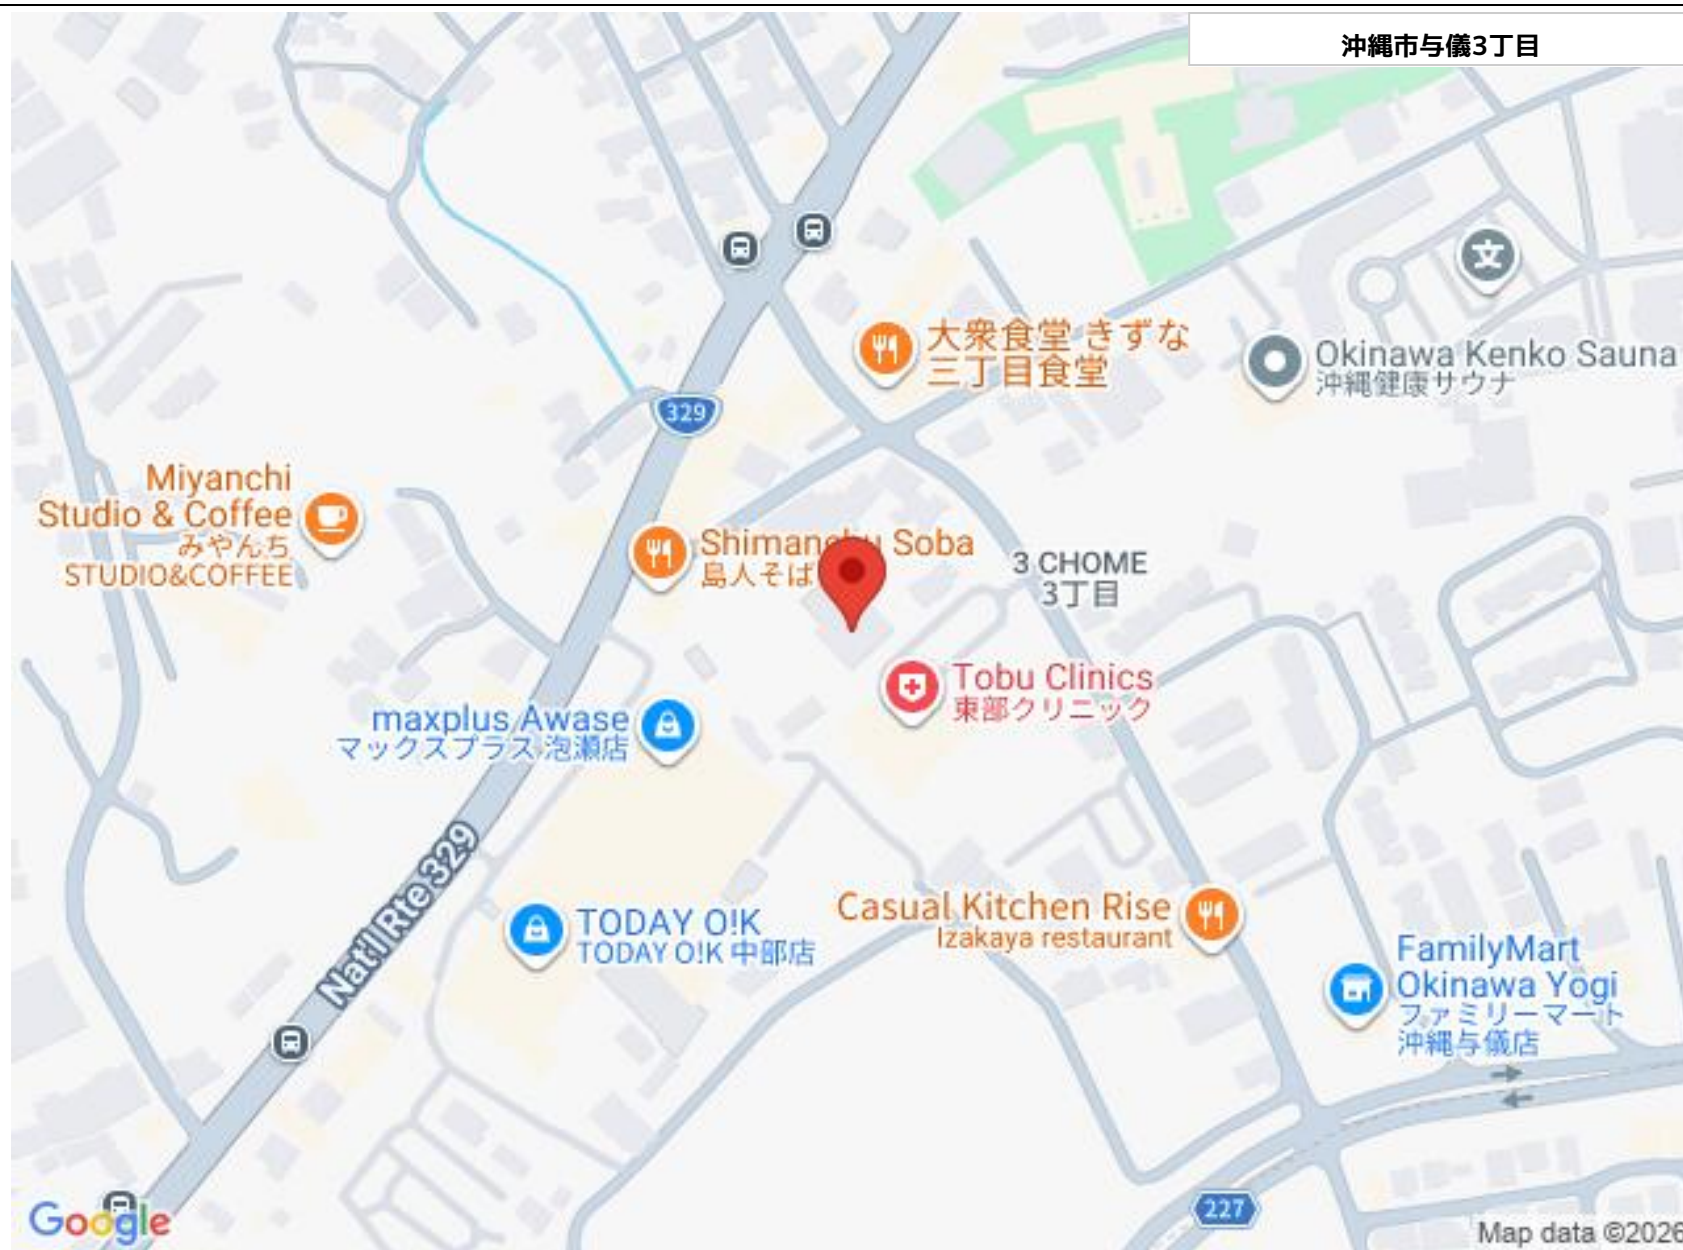 沖縄市与儀3丁目
大衆食堂 きずな
三丁目食堂
文
Okinawa Kenko Sauna
沖縄健康サウナ
329
Miyanchi
Studio & Coffee
みやんち
STUDIO&COFFEE
Shimanchu Soba
島人そば
3 CHOME
3丁目
Tobu Clinics
東部クリニック
maxplus Awase
マックスプラス 泡瀬店
Nat'l Rte 329
TODAY O!K
TODAY O!K 中部店
Casual Kitchen Rise
Izakaya restaurant
FamilyMart
Okinawa Yogi
ファミリーマート
沖縄与儀店
227
Google
Map data ©2026